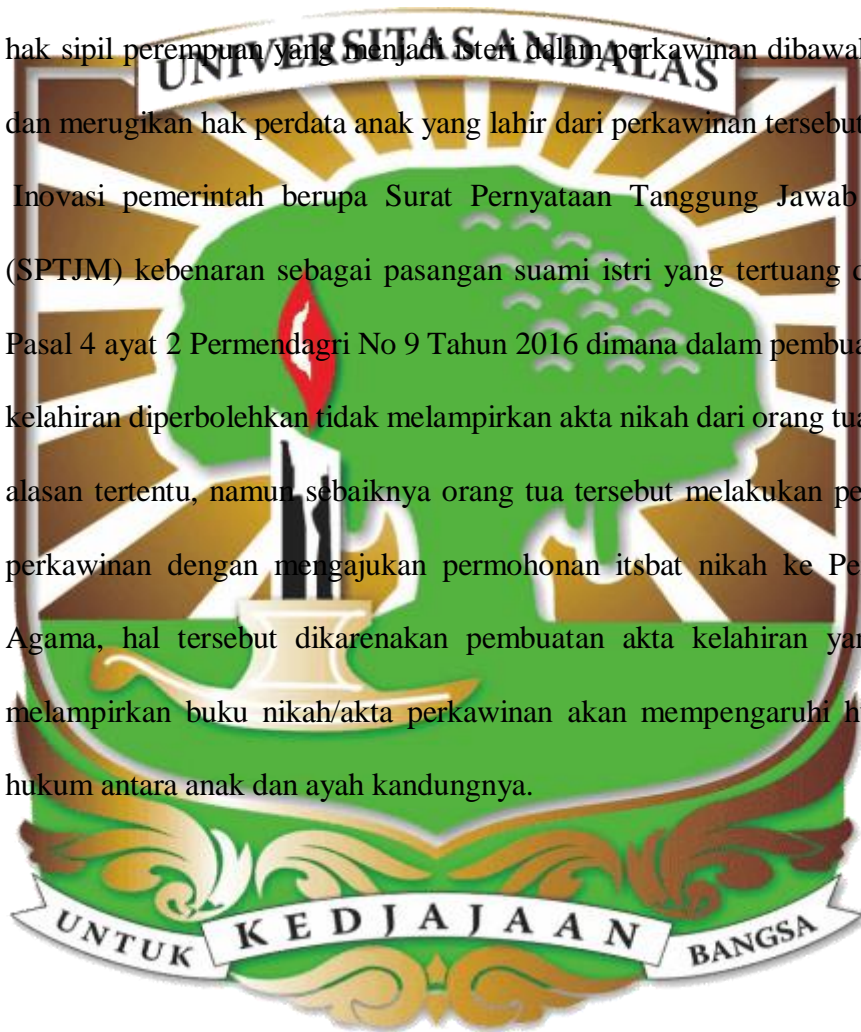 UNIVERSITAS ANDALAS
hak sipil perempuan yang menjadi isteri dalam perkawinan
dan merugikan hak perdata anak yang lahir dari perkawinan tersebut
Inovasi pemerintah berupa Surat Pernyataan Tanggung Jawab
(SPTJM) kebenaran sebagai pasangan suami istri yang tertuang
Pasal 4 ayat 2 Permendagri No 9 Tahun 2016 dimana dalam
kelahiran diperbolehkan tidak melampirkan akta nikah dari orang tua
alasan tertentu, namun sebaiknya orang tua tersebut melakukan pe
perkawinan dengan mengajukan permohonan itsbat nikah ke Pe
Agama, hal tersebut dikarenakan pembuatan akta kelahiran
melampirkan buku nikah/akta perkawinan akan mempengaruhi
hukum antara anak dan ayah kandungnya.
UNTUK KEDJAJAAN BANGSA